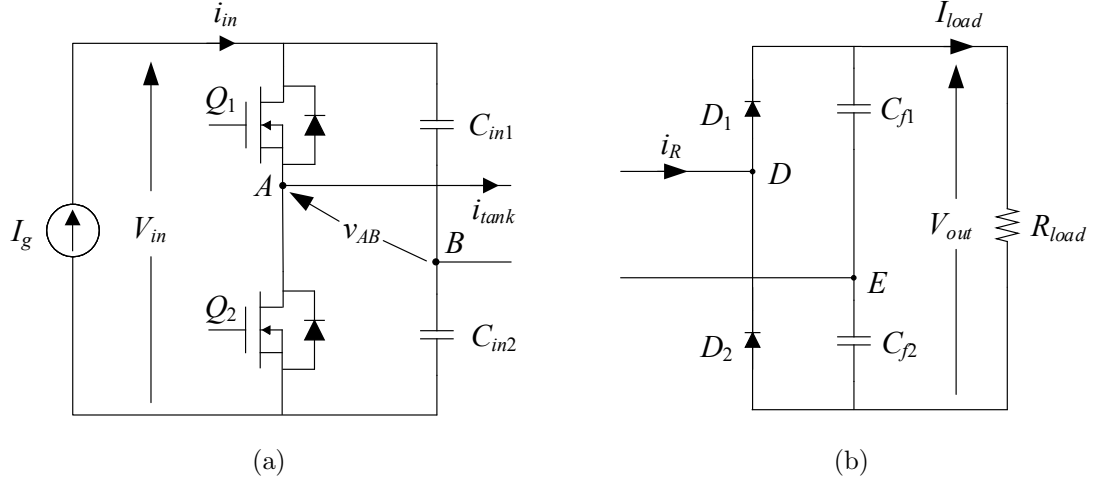 i_in
Q_1
C_in1
A
i_tank
I_g
V_in
v_AB
B
Q_2
C_in2
(a)
I_load
D_1
C_f1
i_R
D
V_out
R_load
E
D_2
C_f2
(b)